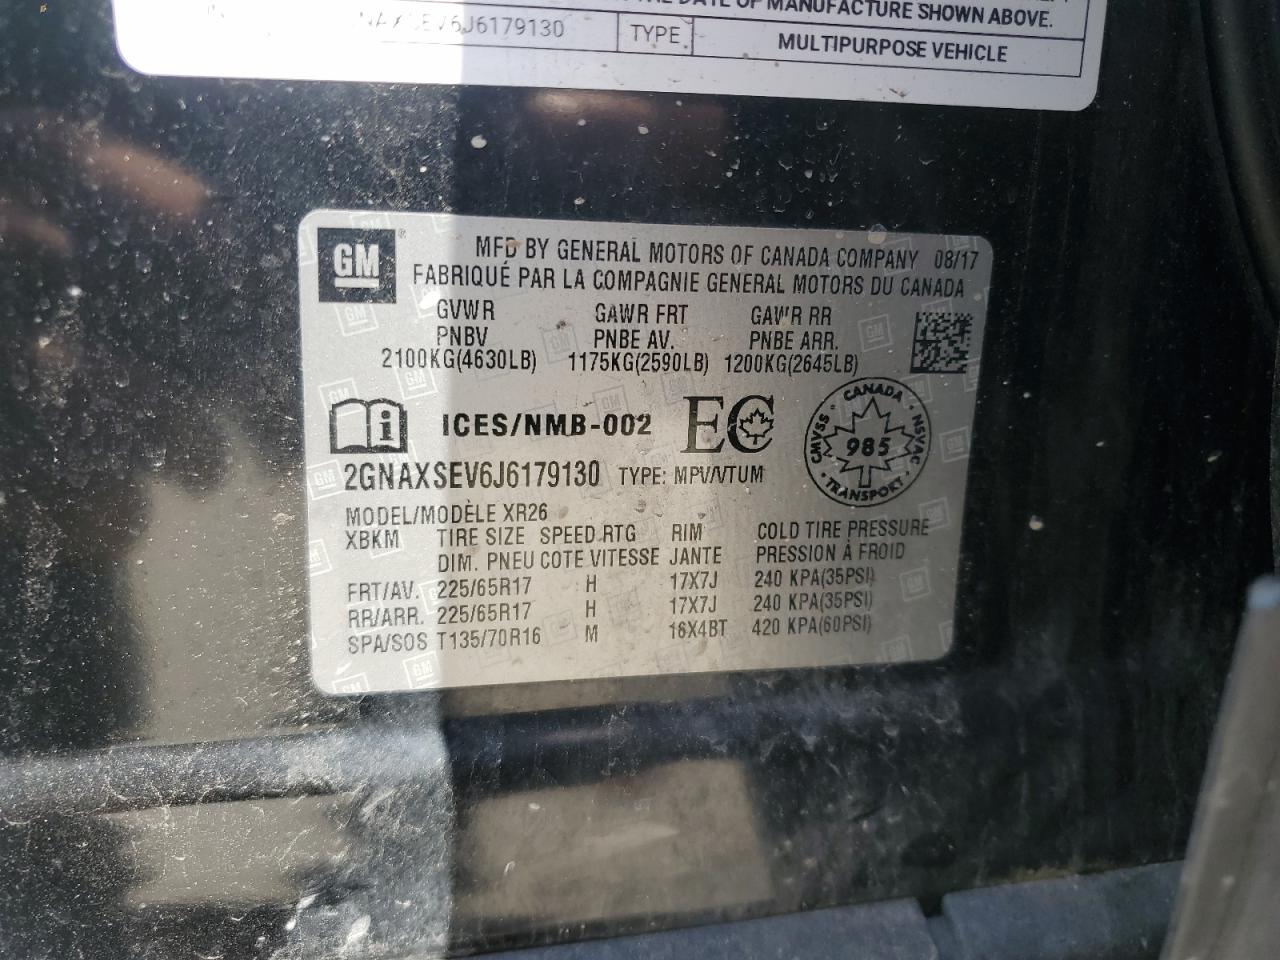 THE DATE OF MANUFACTURE SHOWN ABOVE.
6J6179130 TYPE MULTIPURPOSE VEHICLE
GM
MFD BY GENERAL MOTORS OF CANADA COMPANY 08/17
FABRIQUÉ PAR LA COMPAGNIE GENERAL MOTORS DU CANADA
GVWR GAWR FRT GAWR RR
PNBV PNBE AV. PNBE ARR.
2100KG(4630LB) 1175KG(2590LB) 1200KG(2645LB)
ICES/NMB-002 EC
CANADA
CMVSS 985 NSVAC
TRANSPORT
2GNAXSEV6J6179130 TYPE: MPV/VTUM
MODEL/MODÈLE XR26
XBKM TIRE SIZE SPEED RTG RIM COLD TIRE PRESSURE
DIM. PNEU COTE VITESSE JANTE PRESSION À FROID
FRT/AV. 225/65R17 H 17X7J 240 KPA(35PSI)
RR/ARR. 225/65R17 H 17X7J 240 KPA(35PSI)
SPA/SOS T135/70R16 M 16X4BT 420 KPA(60PSI)